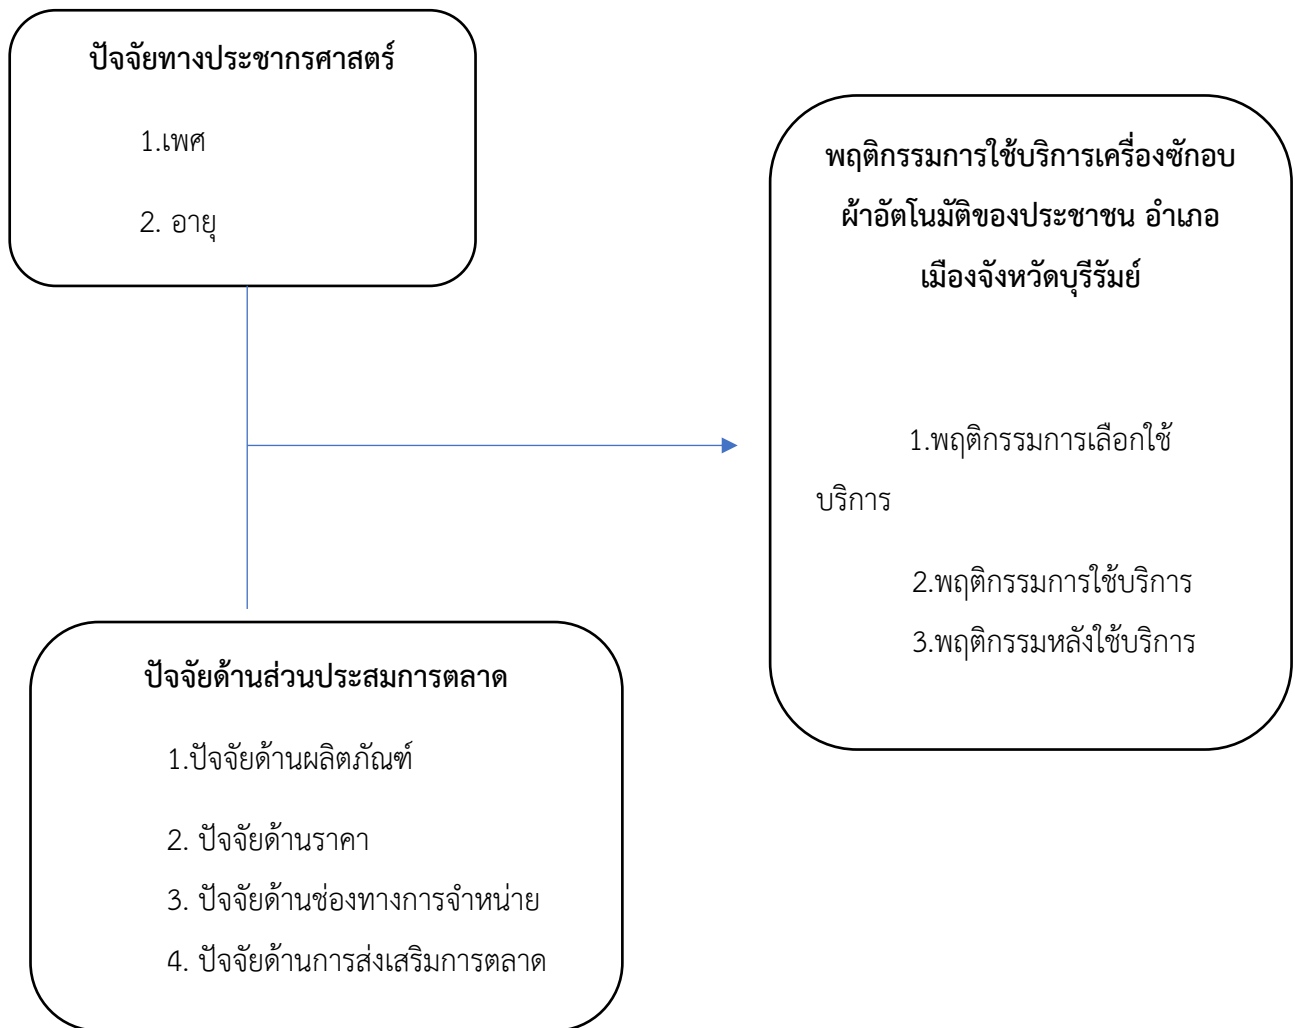 ปัจจัยทางประชากรศาสตร์
1.เพศ
2. อายุ
พฤติกรรมการใช้บริการเครื่องซักอบ
ผ้าอัตโนมัติของประชาชน อำเภอ
เมืองจังหวัดบุรีรัมย์
1.พฤติกรรมการเลือกใช้
บริการ
2.พฤติกรรมการใช้บริการ
3.พฤติกรรมหลังใช้บริการ
ปัจจัยด้านส่วนประสมการตลาด
1.ปัจจัยด้านผลิตภัณฑ์
2. ปัจจัยด้านราคา
3. ปัจจัยด้านช่องทางการจำหน่าย
4. ปัจจัยด้านการส่งเสริมการตลาด